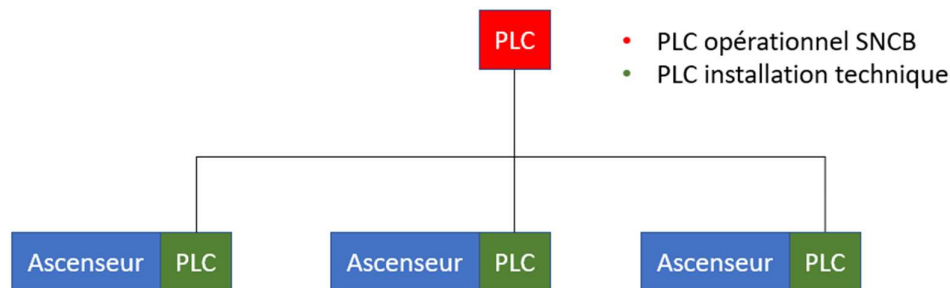 PLC
• PLC opérationnel SNCB
• PLC installation technique
Ascenseur PLC
Ascenseur PLC
Ascenseur PLC